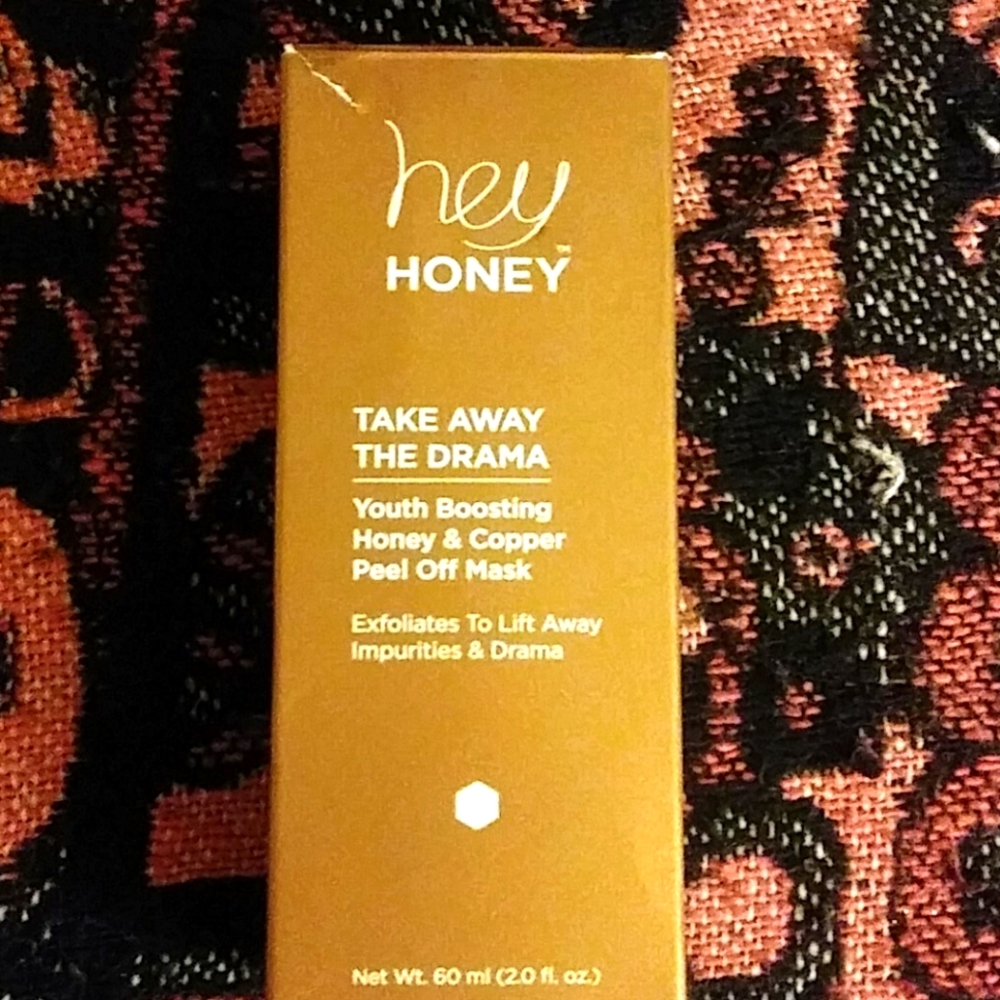 hey
HONEY™
TAKE AWAY
THE DRAMA
Youth Boosting
Honey & Copper
Peel Off Mask
Exfoliates To Lift Away
Impurities & Drama
Net Wt. 60 ml (2.0 fl. oz.)